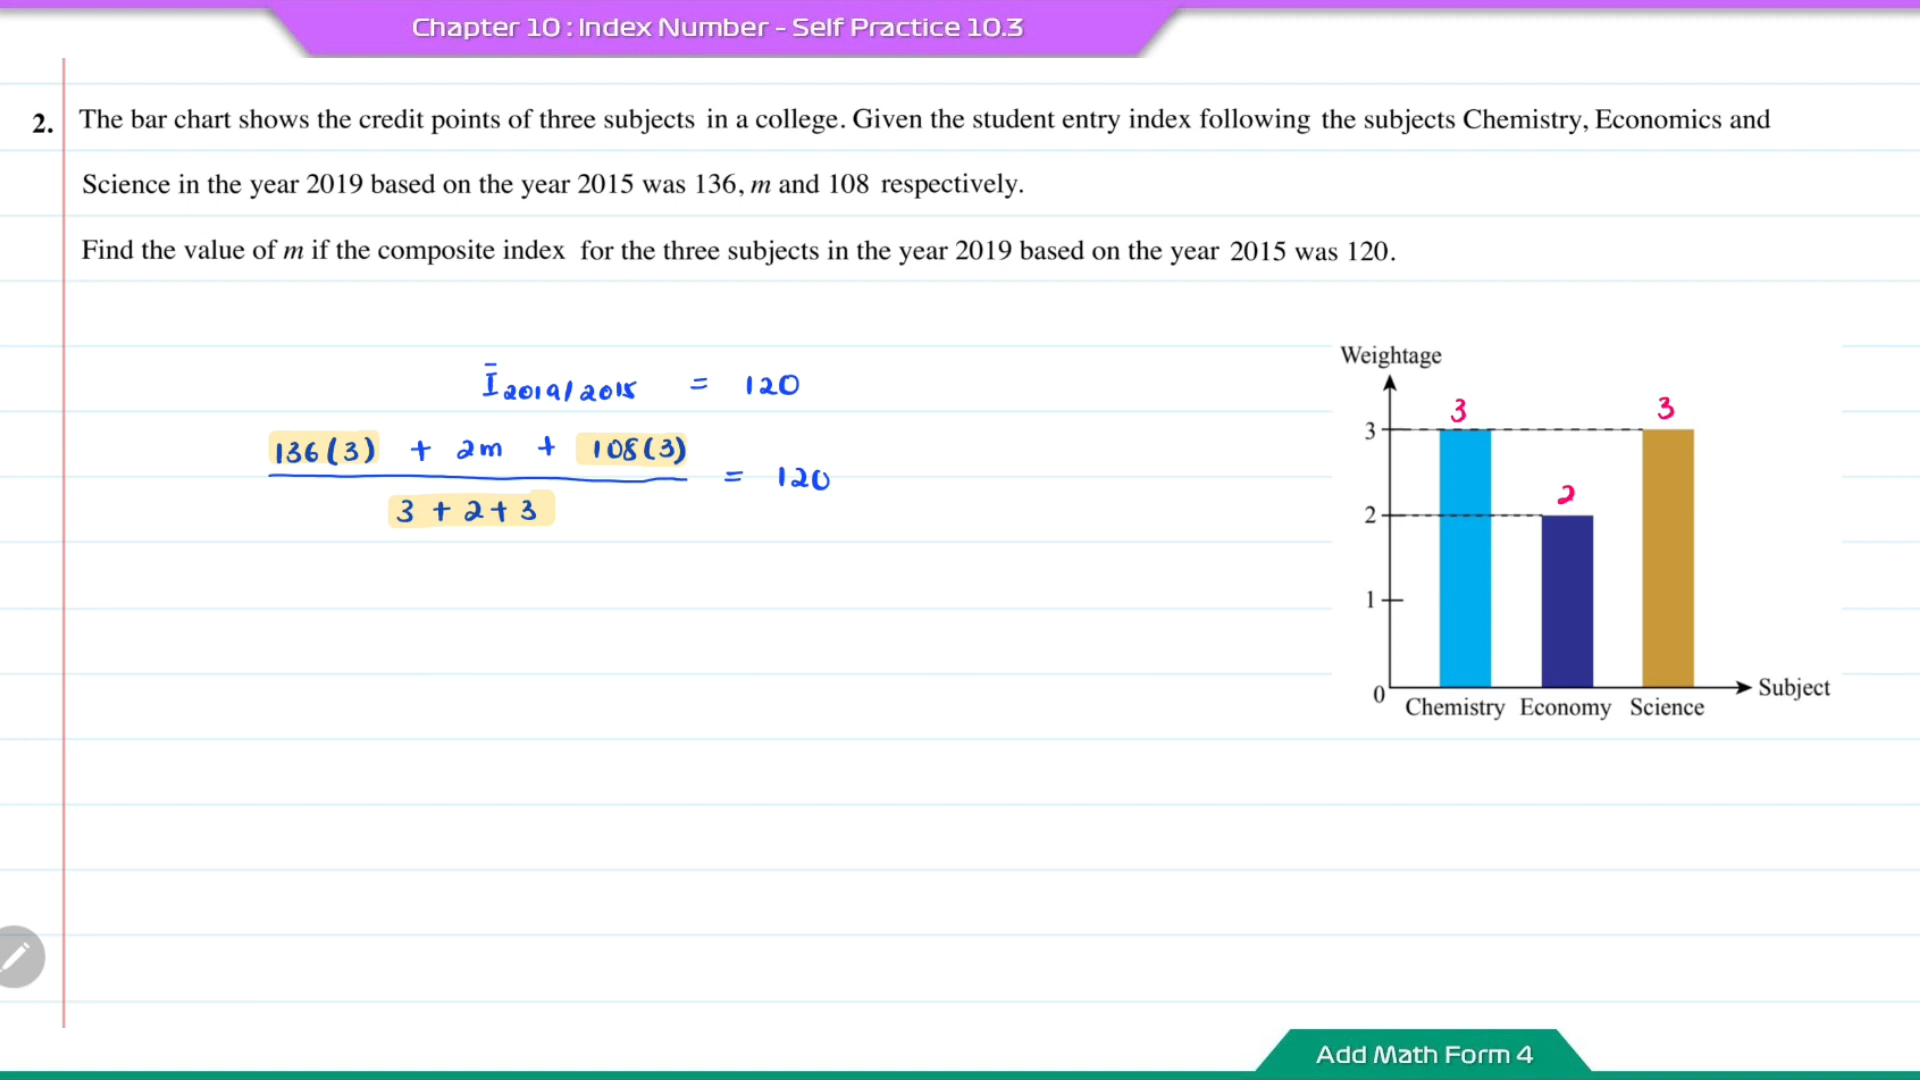 Chapter 10 : Index Number - Self Practice 10.3
2. The bar chart shows the credit points of three subjects in a college. Given the student entry index following the subjects Chemistry, Economics and
Science in the year 2019 based on the year 2015 was 136, m and 108 respectively.
Find the value of m if the composite index for the three subjects in the year 2019 based on the year 2015 was 120.
Ī 2019/2015 = 120
136(3) + 2m + 108(3)
= 120
3 + 2 + 3
Weightage
3 3
3
2
2
1
0
Subject
Chemistry Economy Science
Add Math Form 4